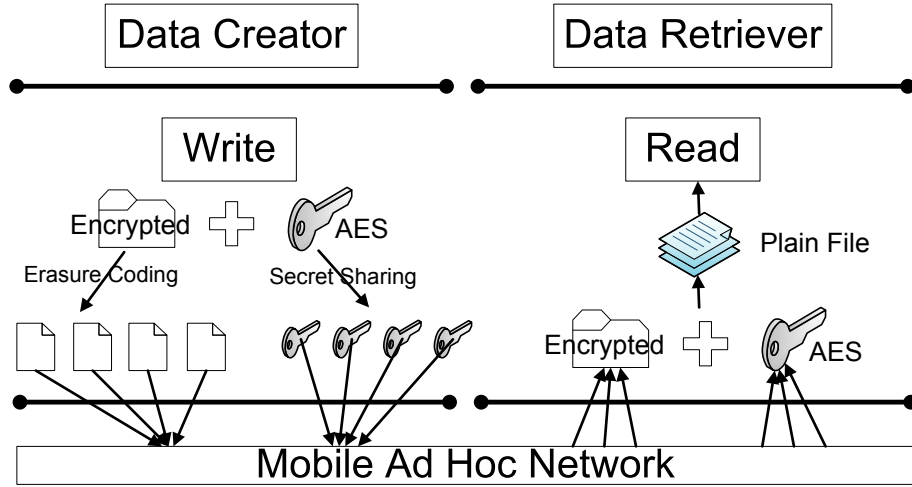 Data Creator
Data Retriever
Write
Read
Encrypted
AES
Plain File
Erasure Coding
Secret Sharing
Encrypted
AES
Mobile Ad Hoc Network